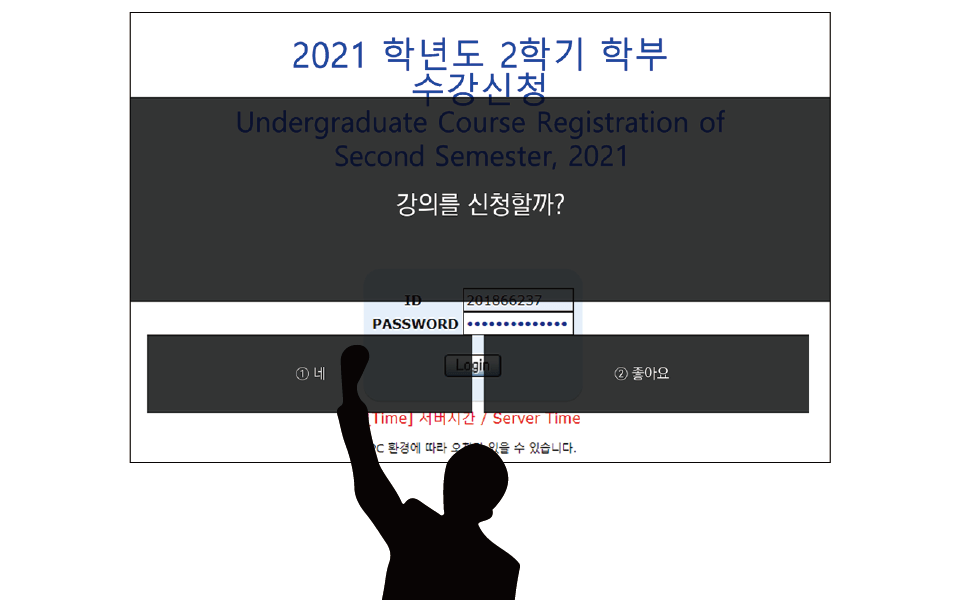 2021 학년도 2학기 학부
수강신청
Undergraduate Course Registration of
Second Semester, 2021
강의를 신청할까?
ID 201866237
PASSWORD ••••••••••••••
① 네
Login
② 좋아요
Time] 서버시간 / Server Time
PC 환경에 따라 있을 수 있습니다.